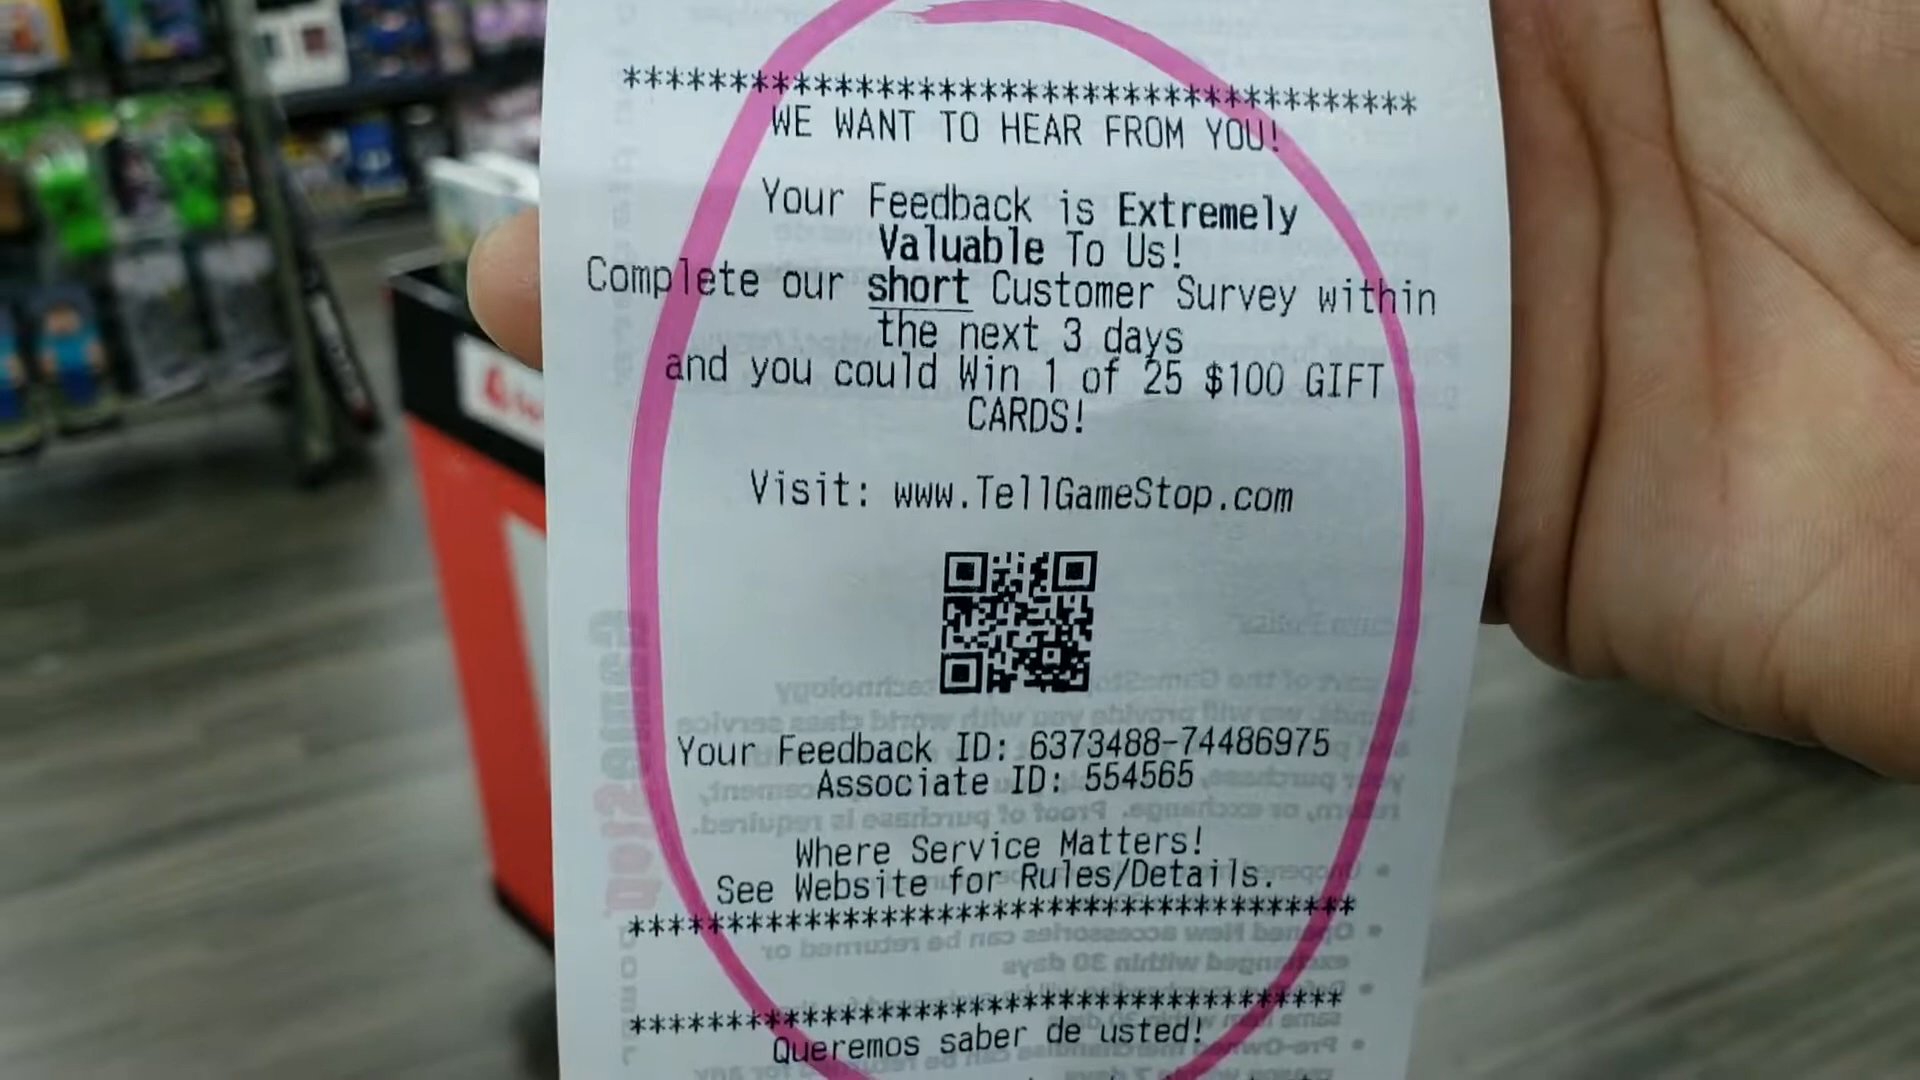 ****************************************
WE WANT TO HEAR FROM YOU!
Your Feedback is Extremely
Valuable To Us!
Complete our short Customer Survey within
the next 3 days
and you could Win 1 of 25 $100 GIFT
CARDS!
Visit: www.TellGameStop.com
Your Feedback ID: 6373488-74486975
Associate ID: 554565
Where Service Matters!
See Website for Rules/Details.
****************************************
****************************************
Queremos saber de usted!